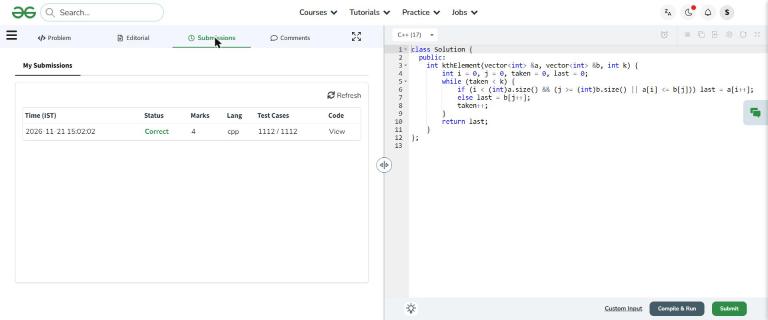 Search...
Courses Tutorials Practice Jobs
S
</> Problem Editorial Submissions Comments
C++ (17)
My Submissions
Refresh
Time (IST) Status Marks Lang Test Cases Code
2026-11-21 15:02:02 Correct 4 cpp 1112 / 1112 View
1 class Solution {
2 public:
3 int kthElement(vector<int> &a, vector<int> &b, int k) {
4 int i = 0, j = 0, taken = 0, last = 0;
5 while (taken < k) {
6 if (i < (int)a.size() && (j >= (int)b.size() || a[i] <= b[j])) last = a[i++];
7 else last = b[j++];
8 taken++;
9 }
10 return last;
11 }
12 };
13
Custom Input Compile & Run Submit